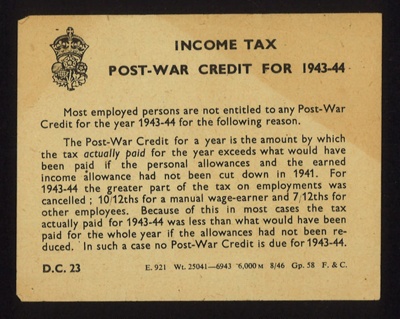 INCOME TAX
POST-WAR CREDIT FOR 1943-44
Most employed persons are not entitled to any Post-War
Credit for the year 1943-44 for the following reason.
The Post-War Credit for a year is the amount by which
the tax actually paid for the year exceeds what would have
been paid if the personal allowances and the earned
income allowance had not been cut down in 1941. For
1943-44 the greater part of the tax on employments was
cancelled ; 10/12ths for a manual wage-earner and 7/12ths for
other employees. Because of this in most cases the tax
actually paid for 1943-44 was less than what would have been
paid for the whole year if the allowances had not been re-
duced. In such a case no Post-War Credit is due for 1943-44.
D.C. 23 E. 921 Wt. 25041—6943 6,000 M 8/46 Gp. 58 F. & C.